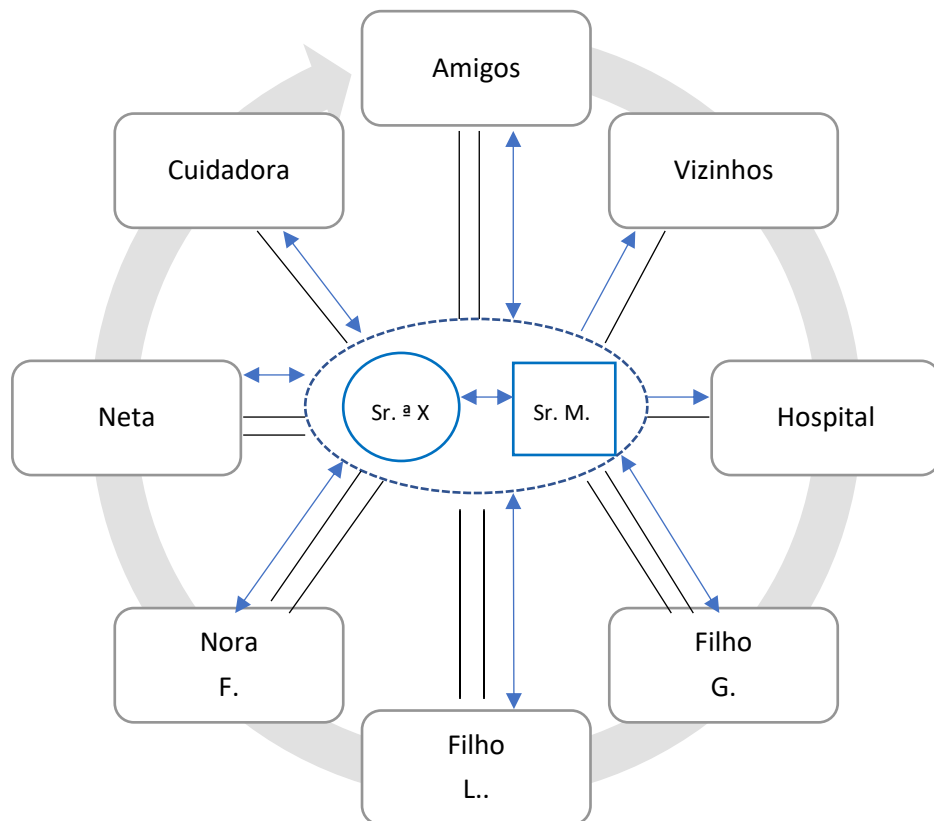 Amigos
Cuidadora
Vizinhos
Neta
Sr. ª X
Sr. M.
Hospital
Nora
F.
Filho
G.
Filho
L..